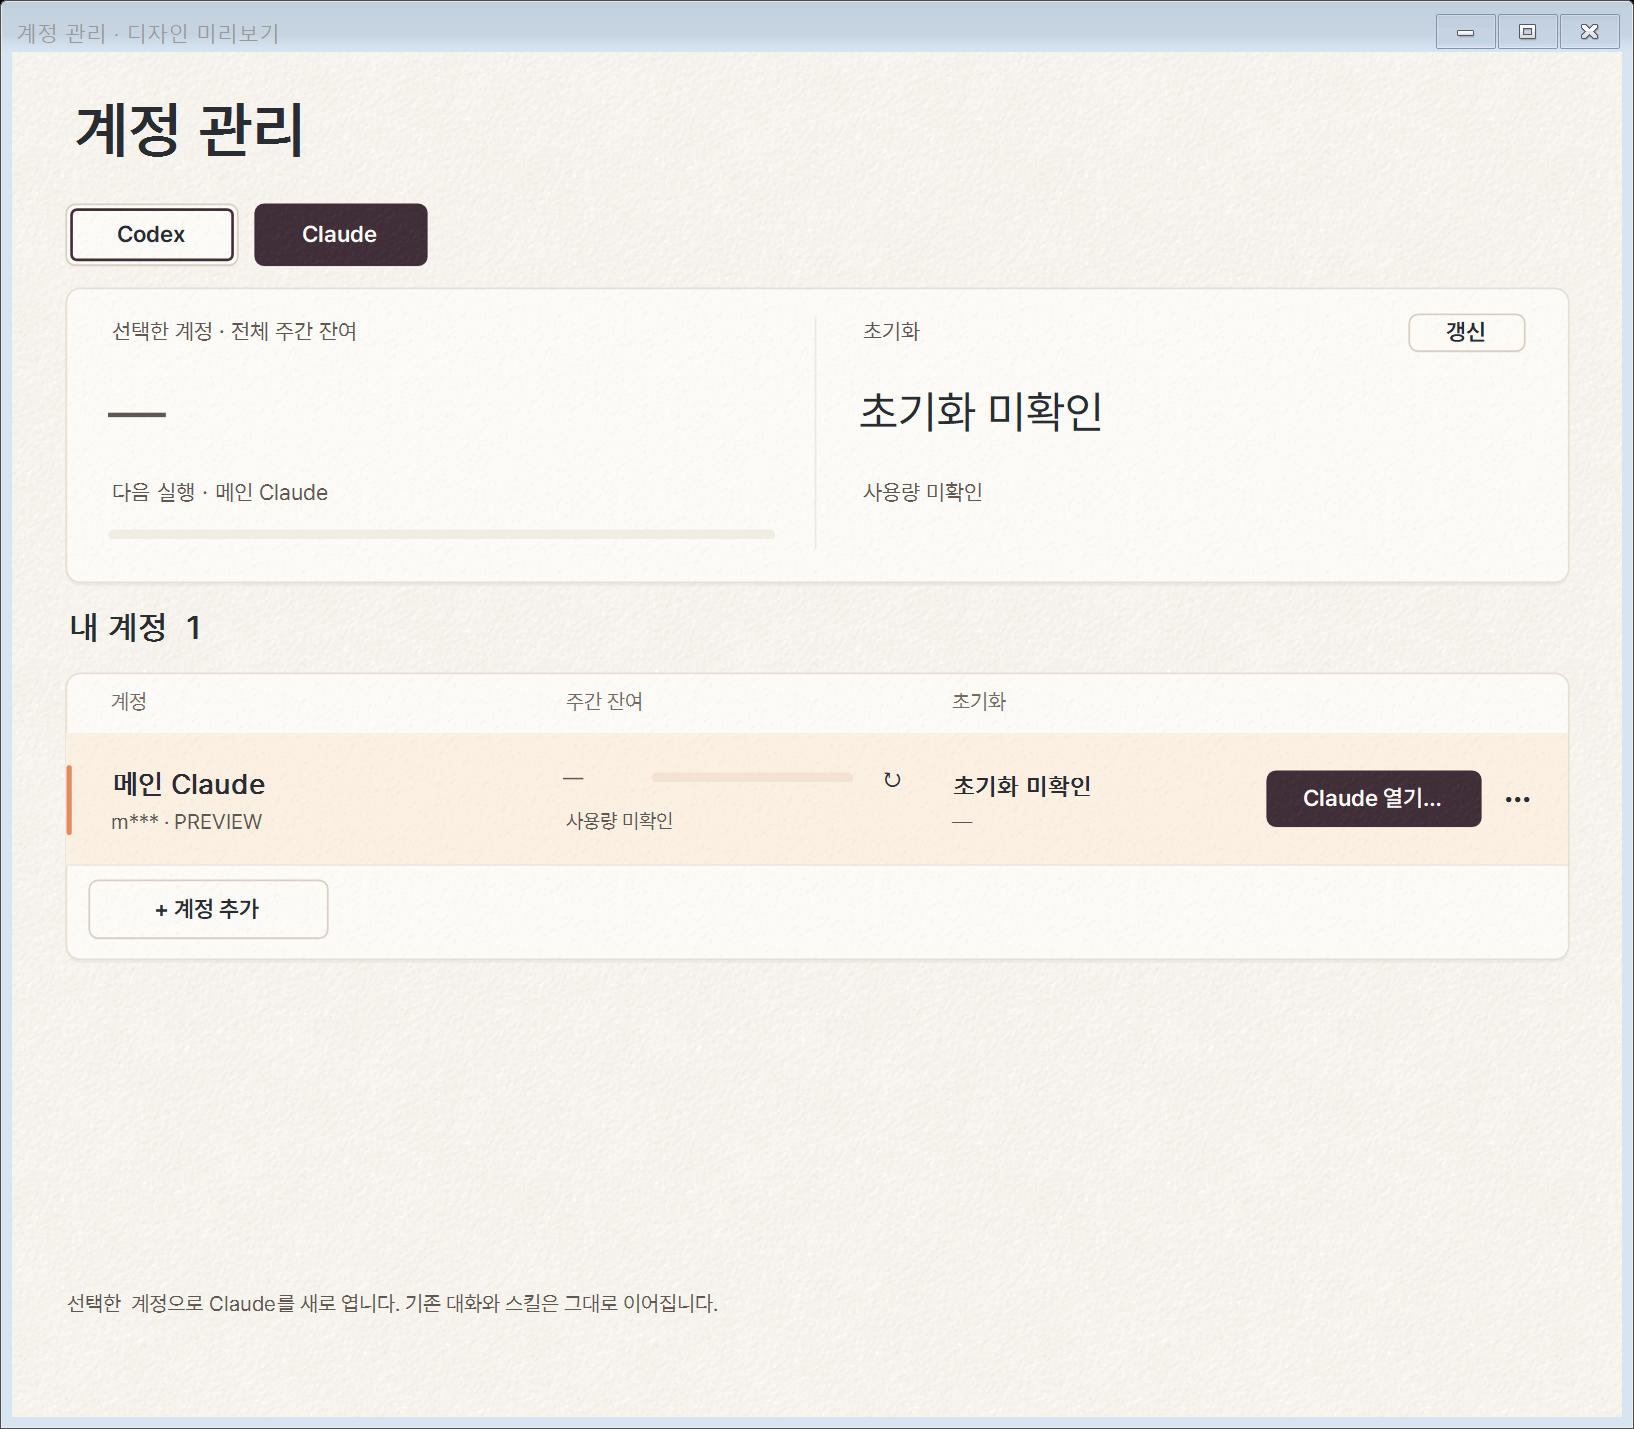 계정 관리 · 디자인 미리보기
계정 관리
Codex
Claude
선택한 계정 · 전체 주간 잔여
초기화
갱신
—
초기화 미확인
다음 실행 · 메인 Claude
사용량 미확인
내 계정 1
계정
주간 잔여
초기화
메인 Claude
—
↻
초기화 미확인
Claude 열기...
•••
m*** · PREVIEW
사용량 미확인
—
+ 계정 추가
선택한 계정으로 Claude를 새로 엽니다. 기존 대화와 스킬은 그대로 이어집니다.